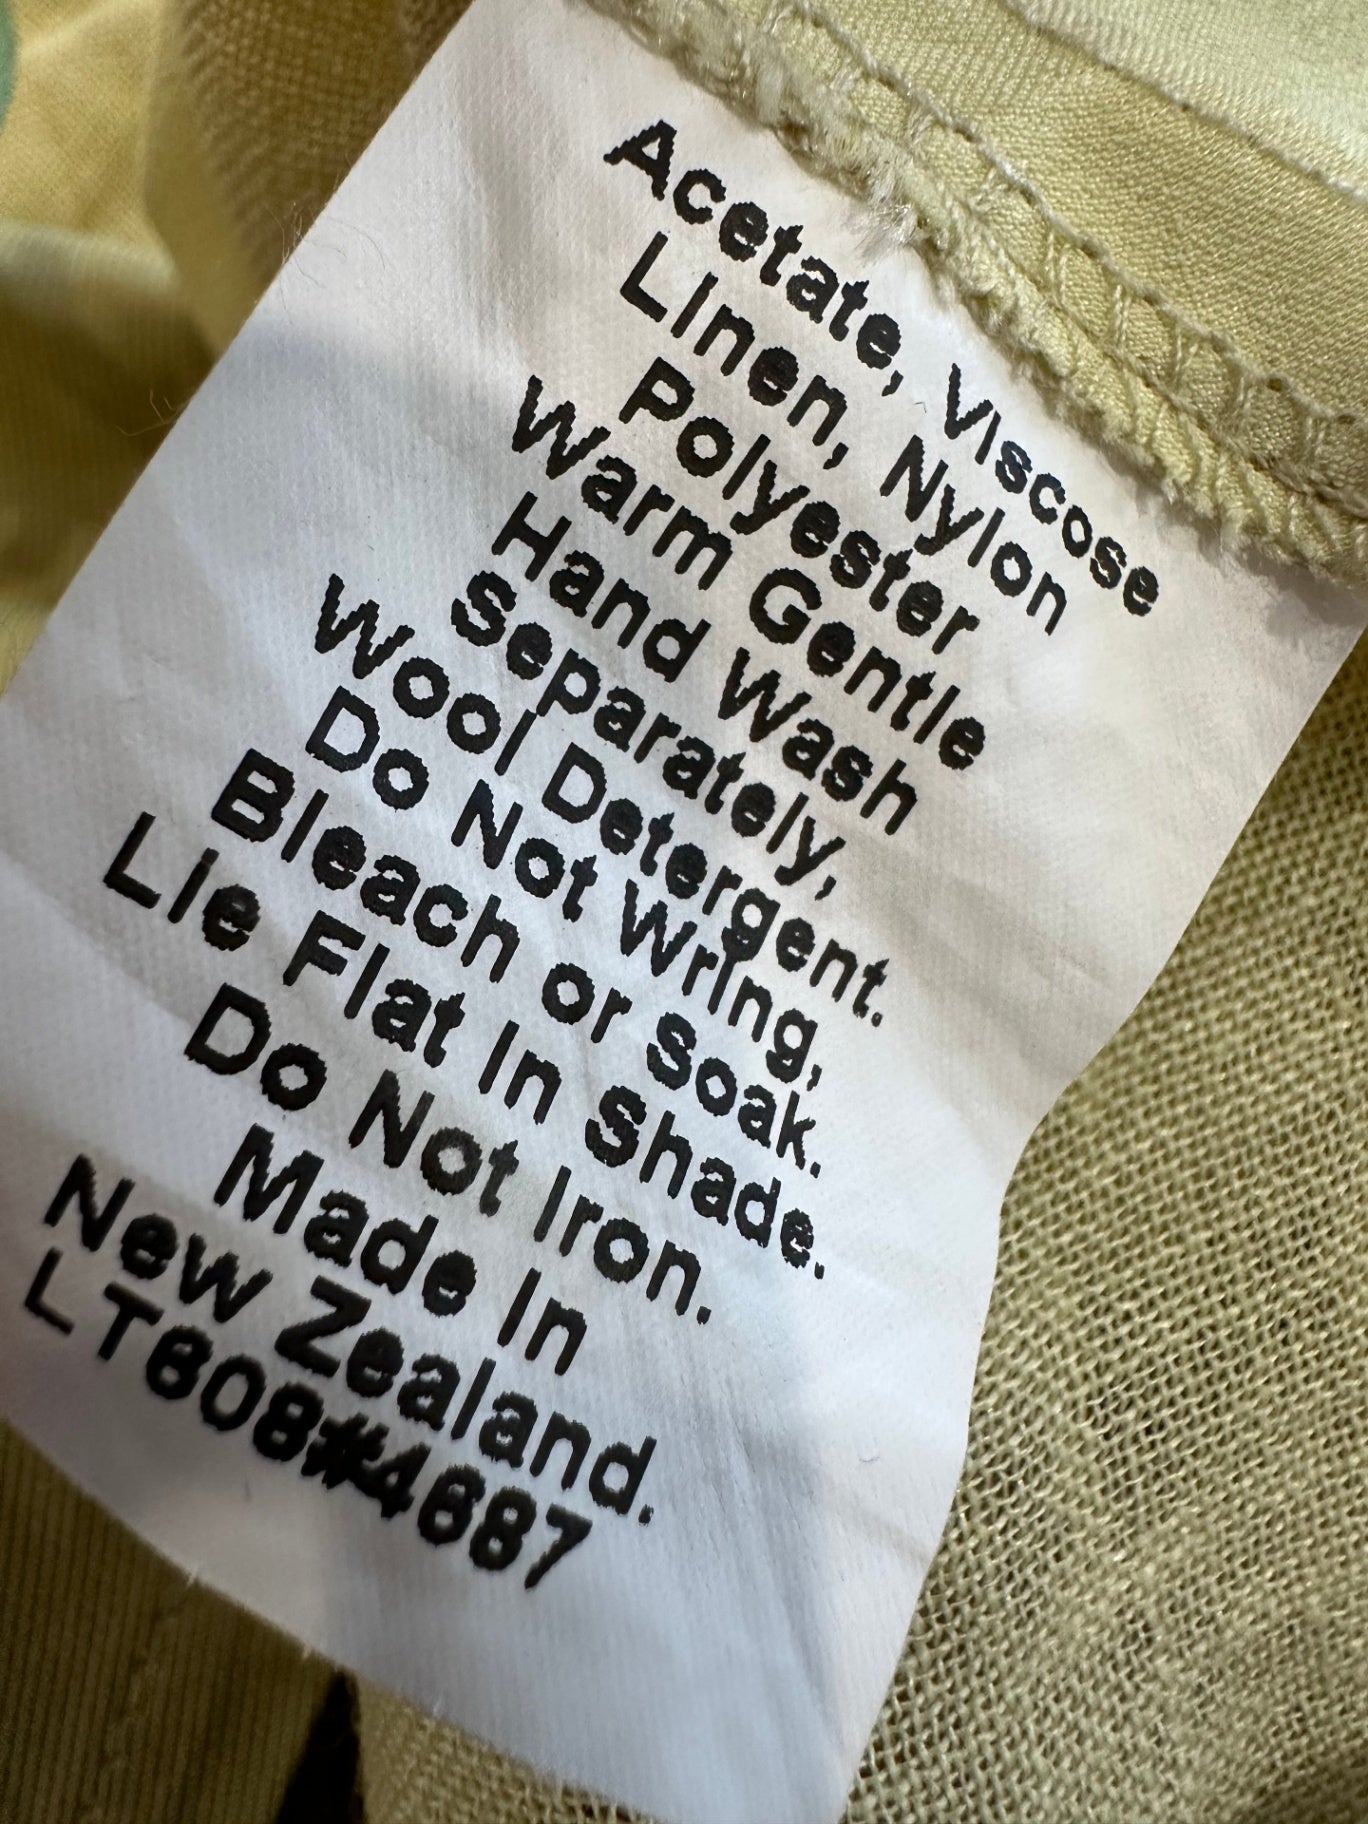 Acetate, Viscose
Linen, Nylon
Polyester
Warm Gentle
Hand Wash
Separately,
Wool Detergent.
Do Not Wring,
Bleach or Soak.
Lie Flat In Shade.
Do Not Iron.
Made In
New Zealand.
LT608#4687